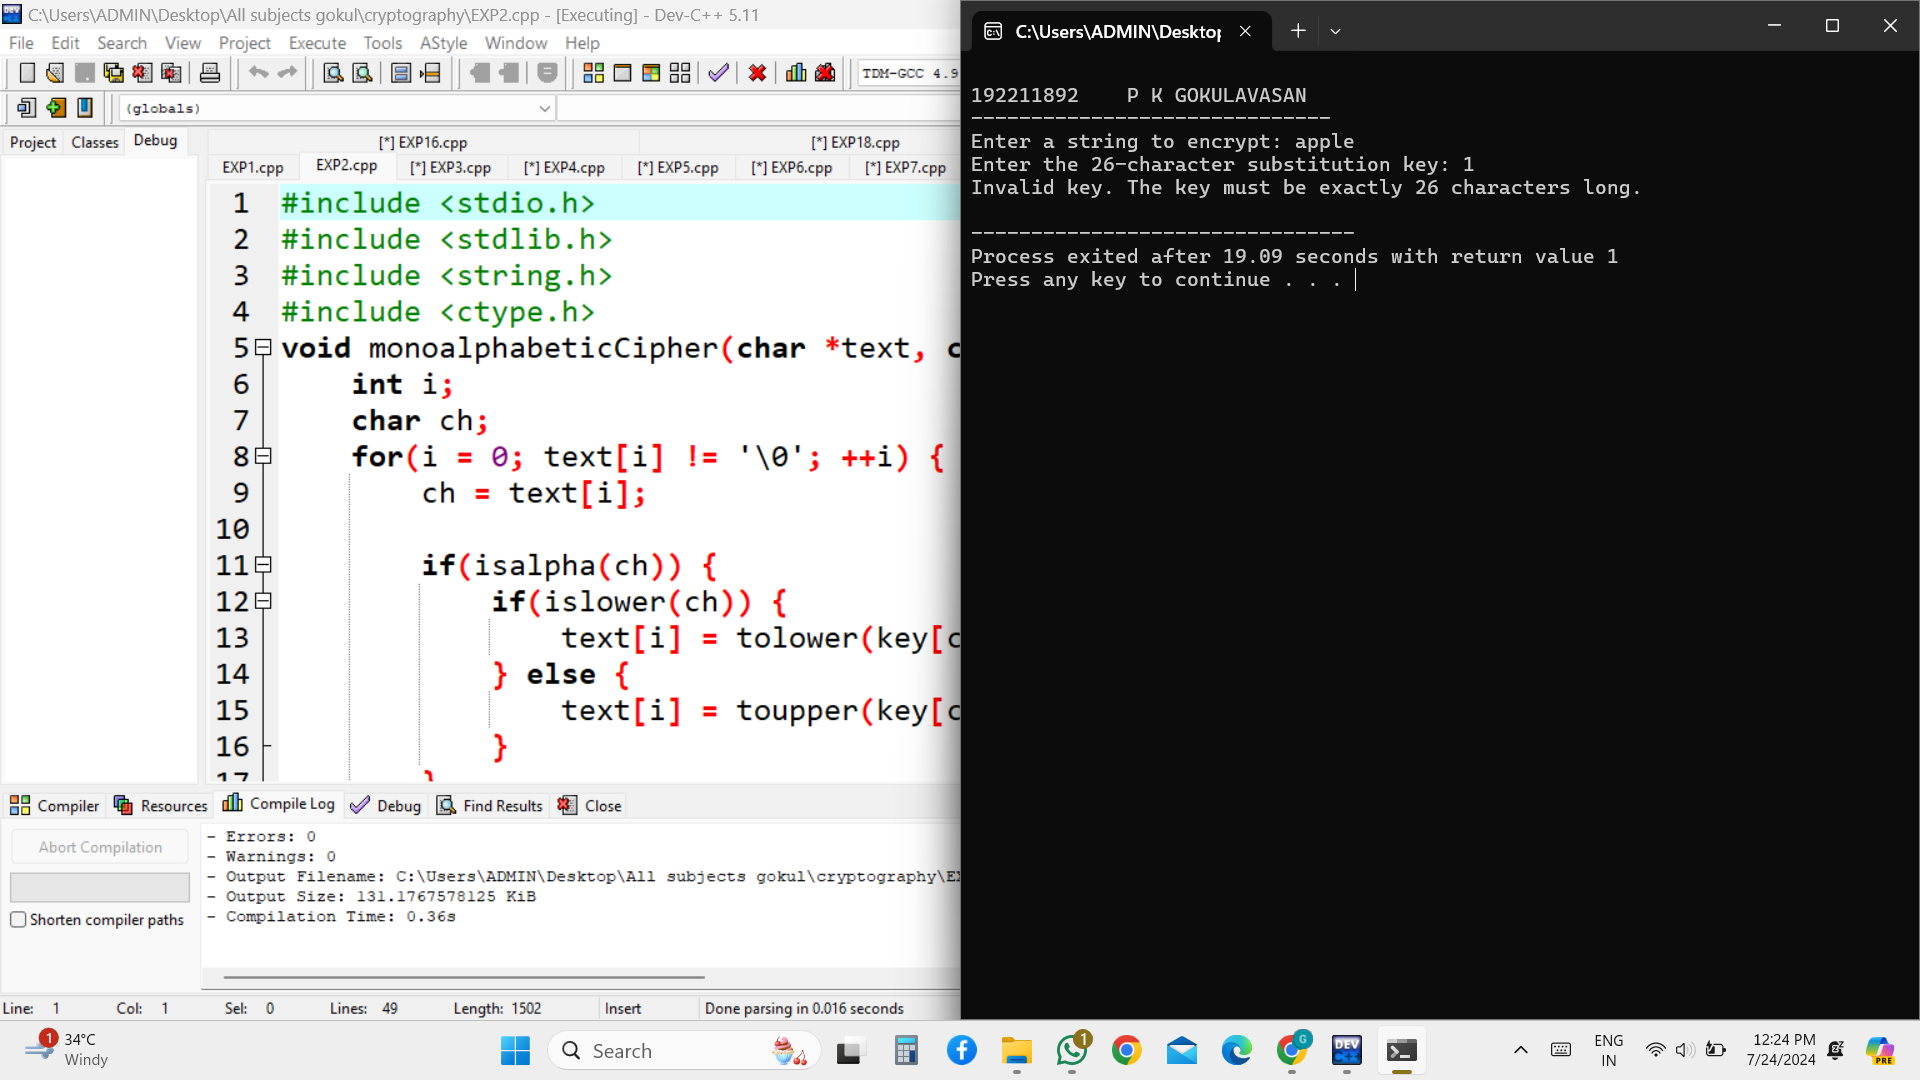 C:\Users\ADMIN\Desktop\All subjects gokul\cryptography\EXP2.cpp - [Executing] - Dev-C++ 5.11
File Edit Search View Project Execute Tools AStyle Window Help
TDM-GCC 4.9
(globals)
Project Classes Debug
[*] EXP16.cpp [*] EXP18.cpp
EXP1.cpp EXP2.cpp [*] EXP3.cpp [*] EXP4.cpp [*] EXP5.cpp [*] EXP6.cpp [*] EXP7.cpp
1 #include <stdio.h>
2 #include <stdlib.h>
3 #include <string.h>
4 #include <ctype.h>
5 void monoalphabeticCipher(char *text, c
6 int i;
7 char ch;
8 for(i = 0; text[i] != '\0'; ++i) {
9 ch = text[i];
10
11 if(isalpha(ch)) {
12 if(islower(ch)) {
13 text[i] = tolower(key[c
14 } else {
15 text[i] = toupper(key[c
16 }
17 }
Compiler Resources Compile Log Debug Find Results Close
Abort Compilation
Shorten compiler paths
- Errors: 0
- Warnings: 0
- Output Filename: C:\Users\ADMIN\Desktop\All subjects gokul\cryptography\EX
- Output Size: 131.1767578125 KiB
- Compilation Time: 0.36s
Line: 1 Col: 1 Sel: 0 Lines: 49 Length: 1502 Insert Done parsing in 0.016 seconds
C:\Users\ADMIN\Desktop
192211892 P K GOKULAVASAN
------------------------------
Enter a string to encrypt: apple
Enter the 26-character substitution key: 1
Invalid key. The key must be exactly 26 characters long.
--------------------------------
Process exited after 19.09 seconds with return value 1
Press any key to continue . . .
1
34°C
Windy
Search
1
G
DEV
C++
ENG
IN
12:24 PM
7/24/2024
PRE